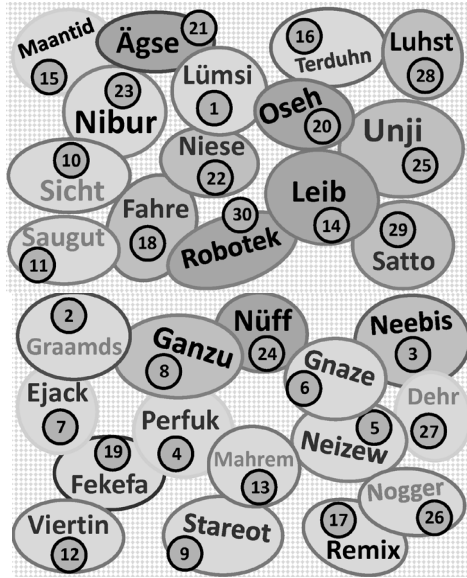 Maantid
15
Ägse
21
Lümsi
1
16
Terduhn
Luhst
28
23
Nibur
Oseh
20
Unji
25
10
Sicht
Niese
22
Fahre
18
30
Robotek
Leib
14
29
Satto
Saugut
11
2
Graamds
Ganzu
8
Nüff
24
Neebis
3
Gnaze
6
Ejack
7
Perfuk
4
5
Neizew
Dehr
27
19
Fekefa
Mahrem
13
Nogger
26
Viertin
12
Stareot
9
17
Remix